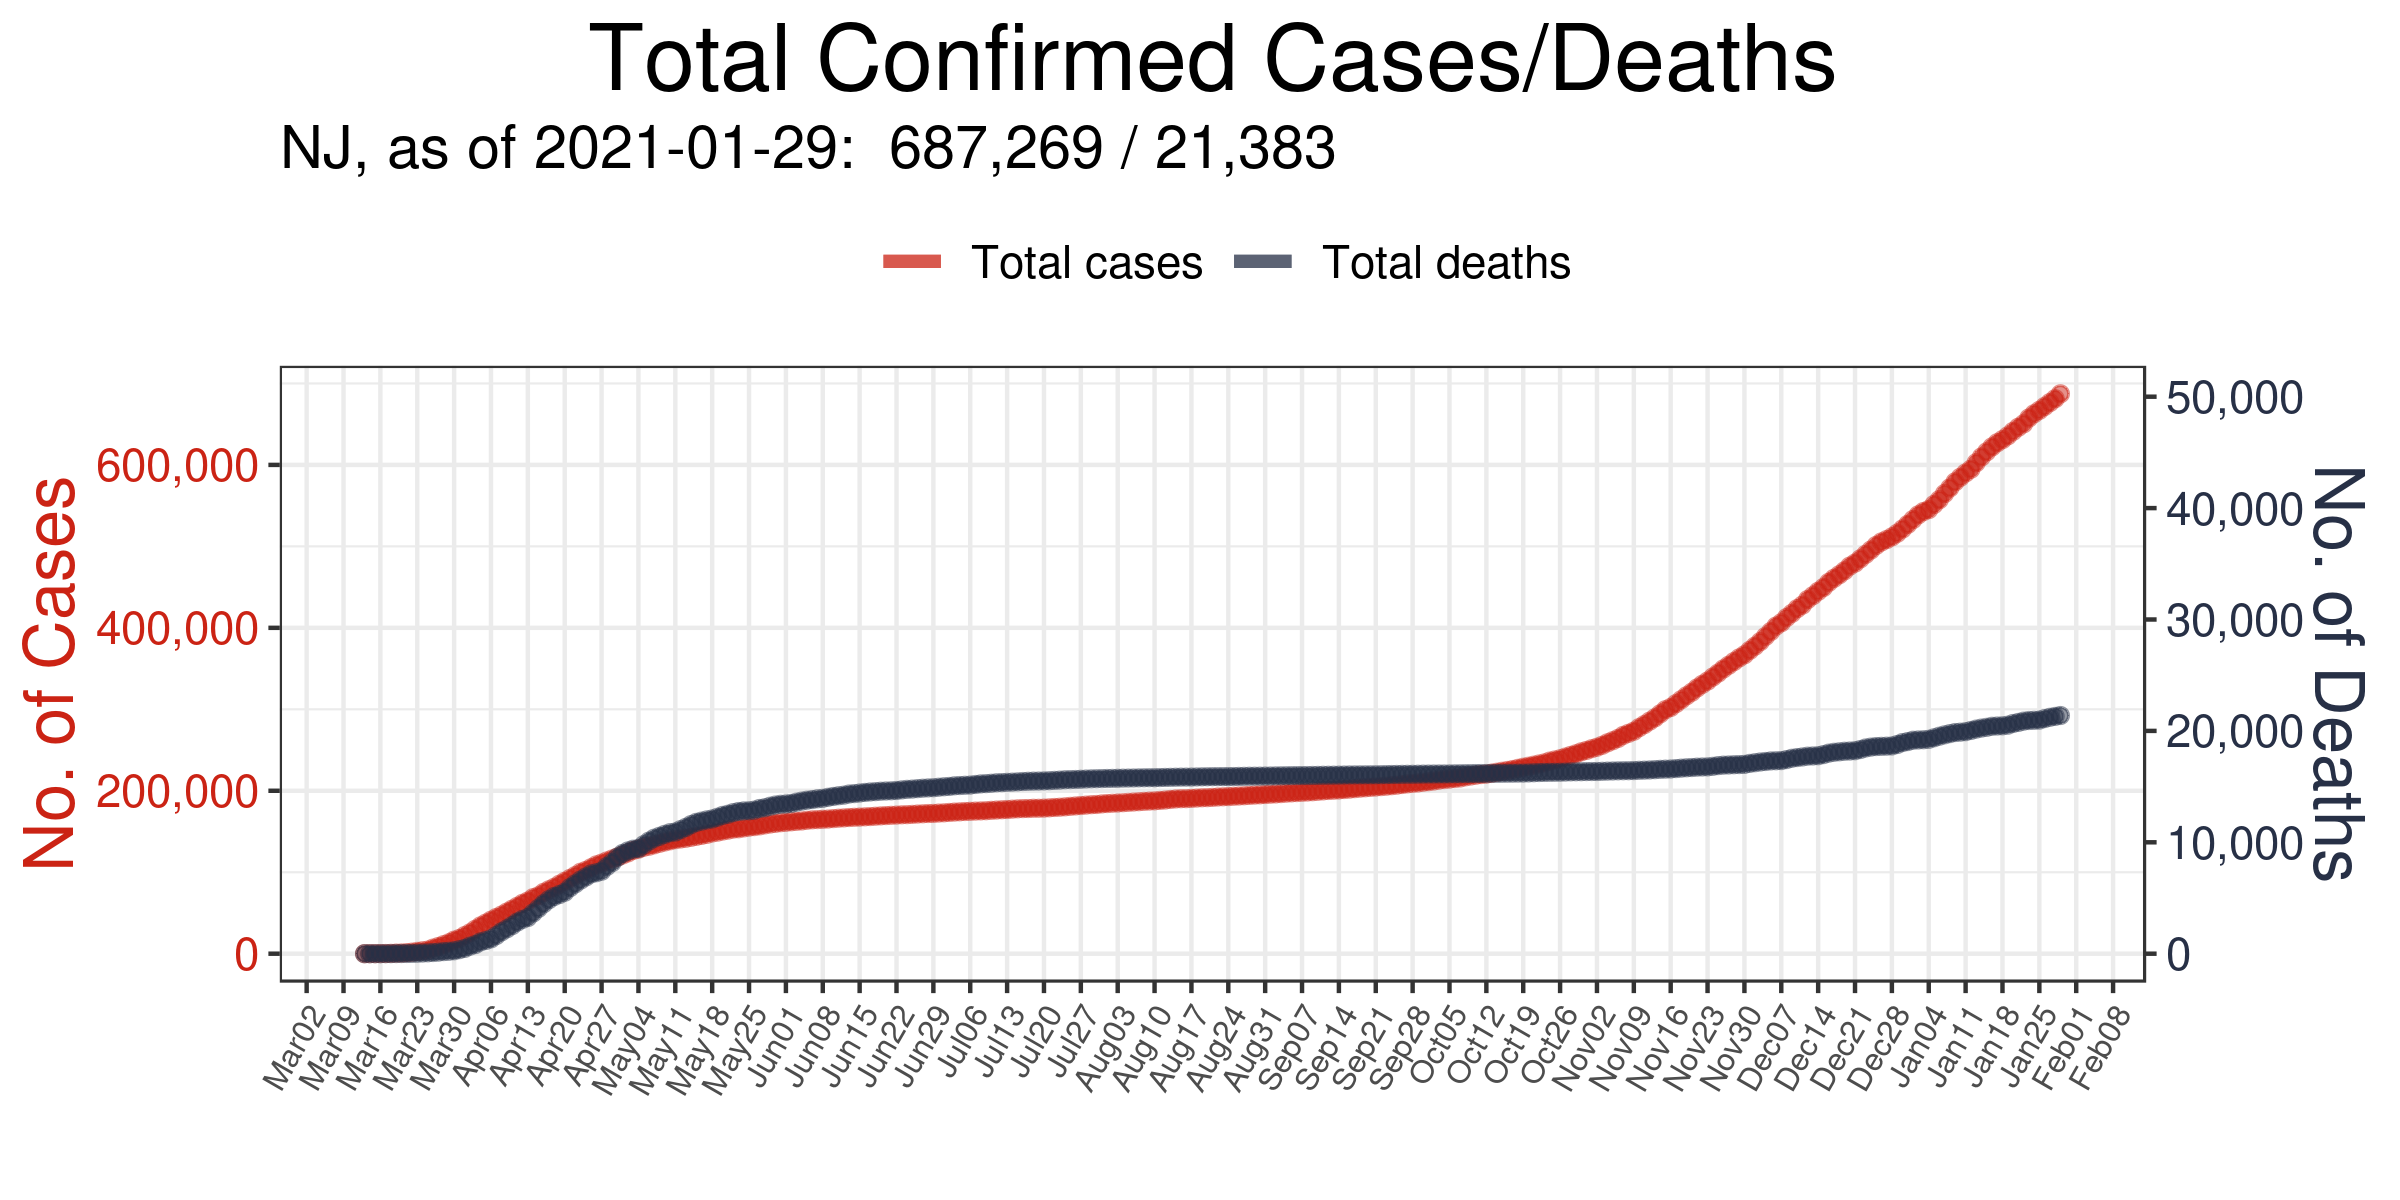 Total Confirmed Cases/Deaths
NJ, as of 2021-01-29:  687,269 / 21,383
Total cases
Total deaths
No. of Cases
600,000
400,000
200,000
0
50,000
40,000
30,000
20,000
10,000
0
No. of Deaths
Mar02
Mar09
Mar16
Mar23
Mar30
Apr06
Apr13
Apr20
Apr27
May04
May11
May18
May25
Jun01
Jun08
Jun15
Jun22
Jun29
Jul06
Jul13
Jul20
Jul27
Aug03
Aug10
Aug17
Aug24
Aug31
Sep07
Sep14
Sep21
Sep28
Oct05
Oct12
Oct19
Oct26
Nov02
Nov09
Nov16
Nov23
Nov30
Dec07
Dec14
Dec21
Dec28
Jan04
Jan11
Jan18
Jan25
Feb01
Feb08